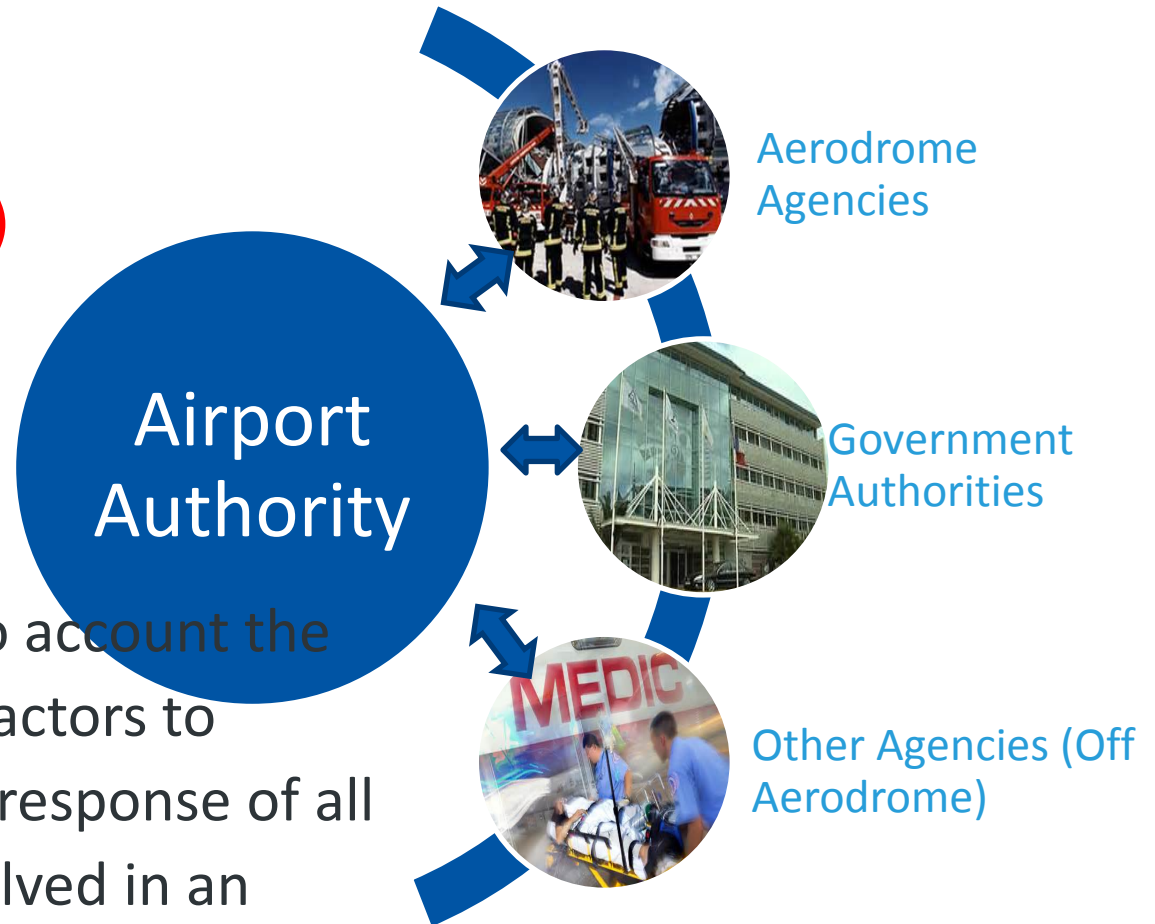 Aerodrome
Agencies
Airport
Authority
Government
Authorities
account the
actors to
response of all
lved in an
MEDIC
Other Agencies (Off
Aerodrome)